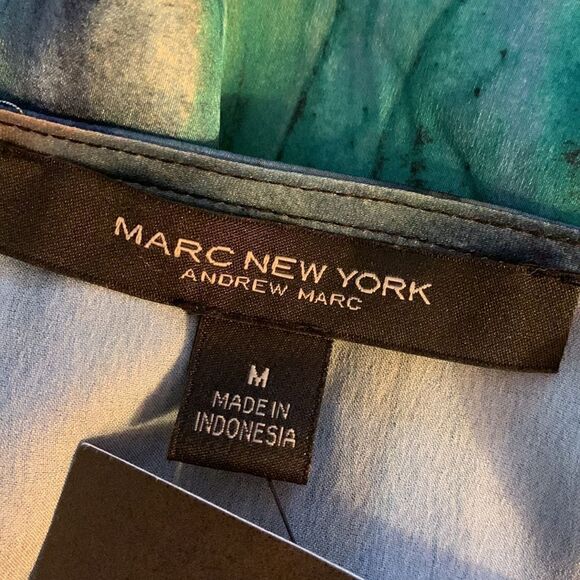 MARC NEW YORK
ANDREW MARC
M
MADE IN
INDONESIA